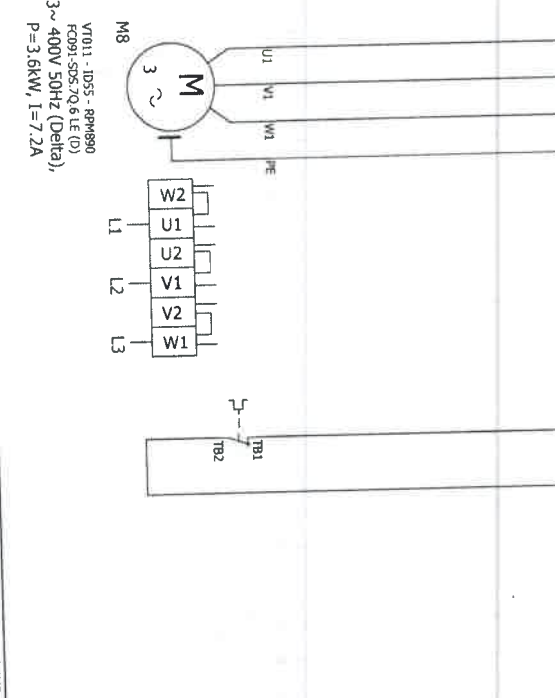 M8
VT011 - ID55 - RPM890
FC091-SDS.7Q.6 LE (D)
3~ 400V 50Hz (Delta),
P=3.6kW, I=7.2A
M
3 ~
U1
V1
W1
PE
W2
U1
U2
V1
V2
W1
L1
L2
L3
TB1
TB2